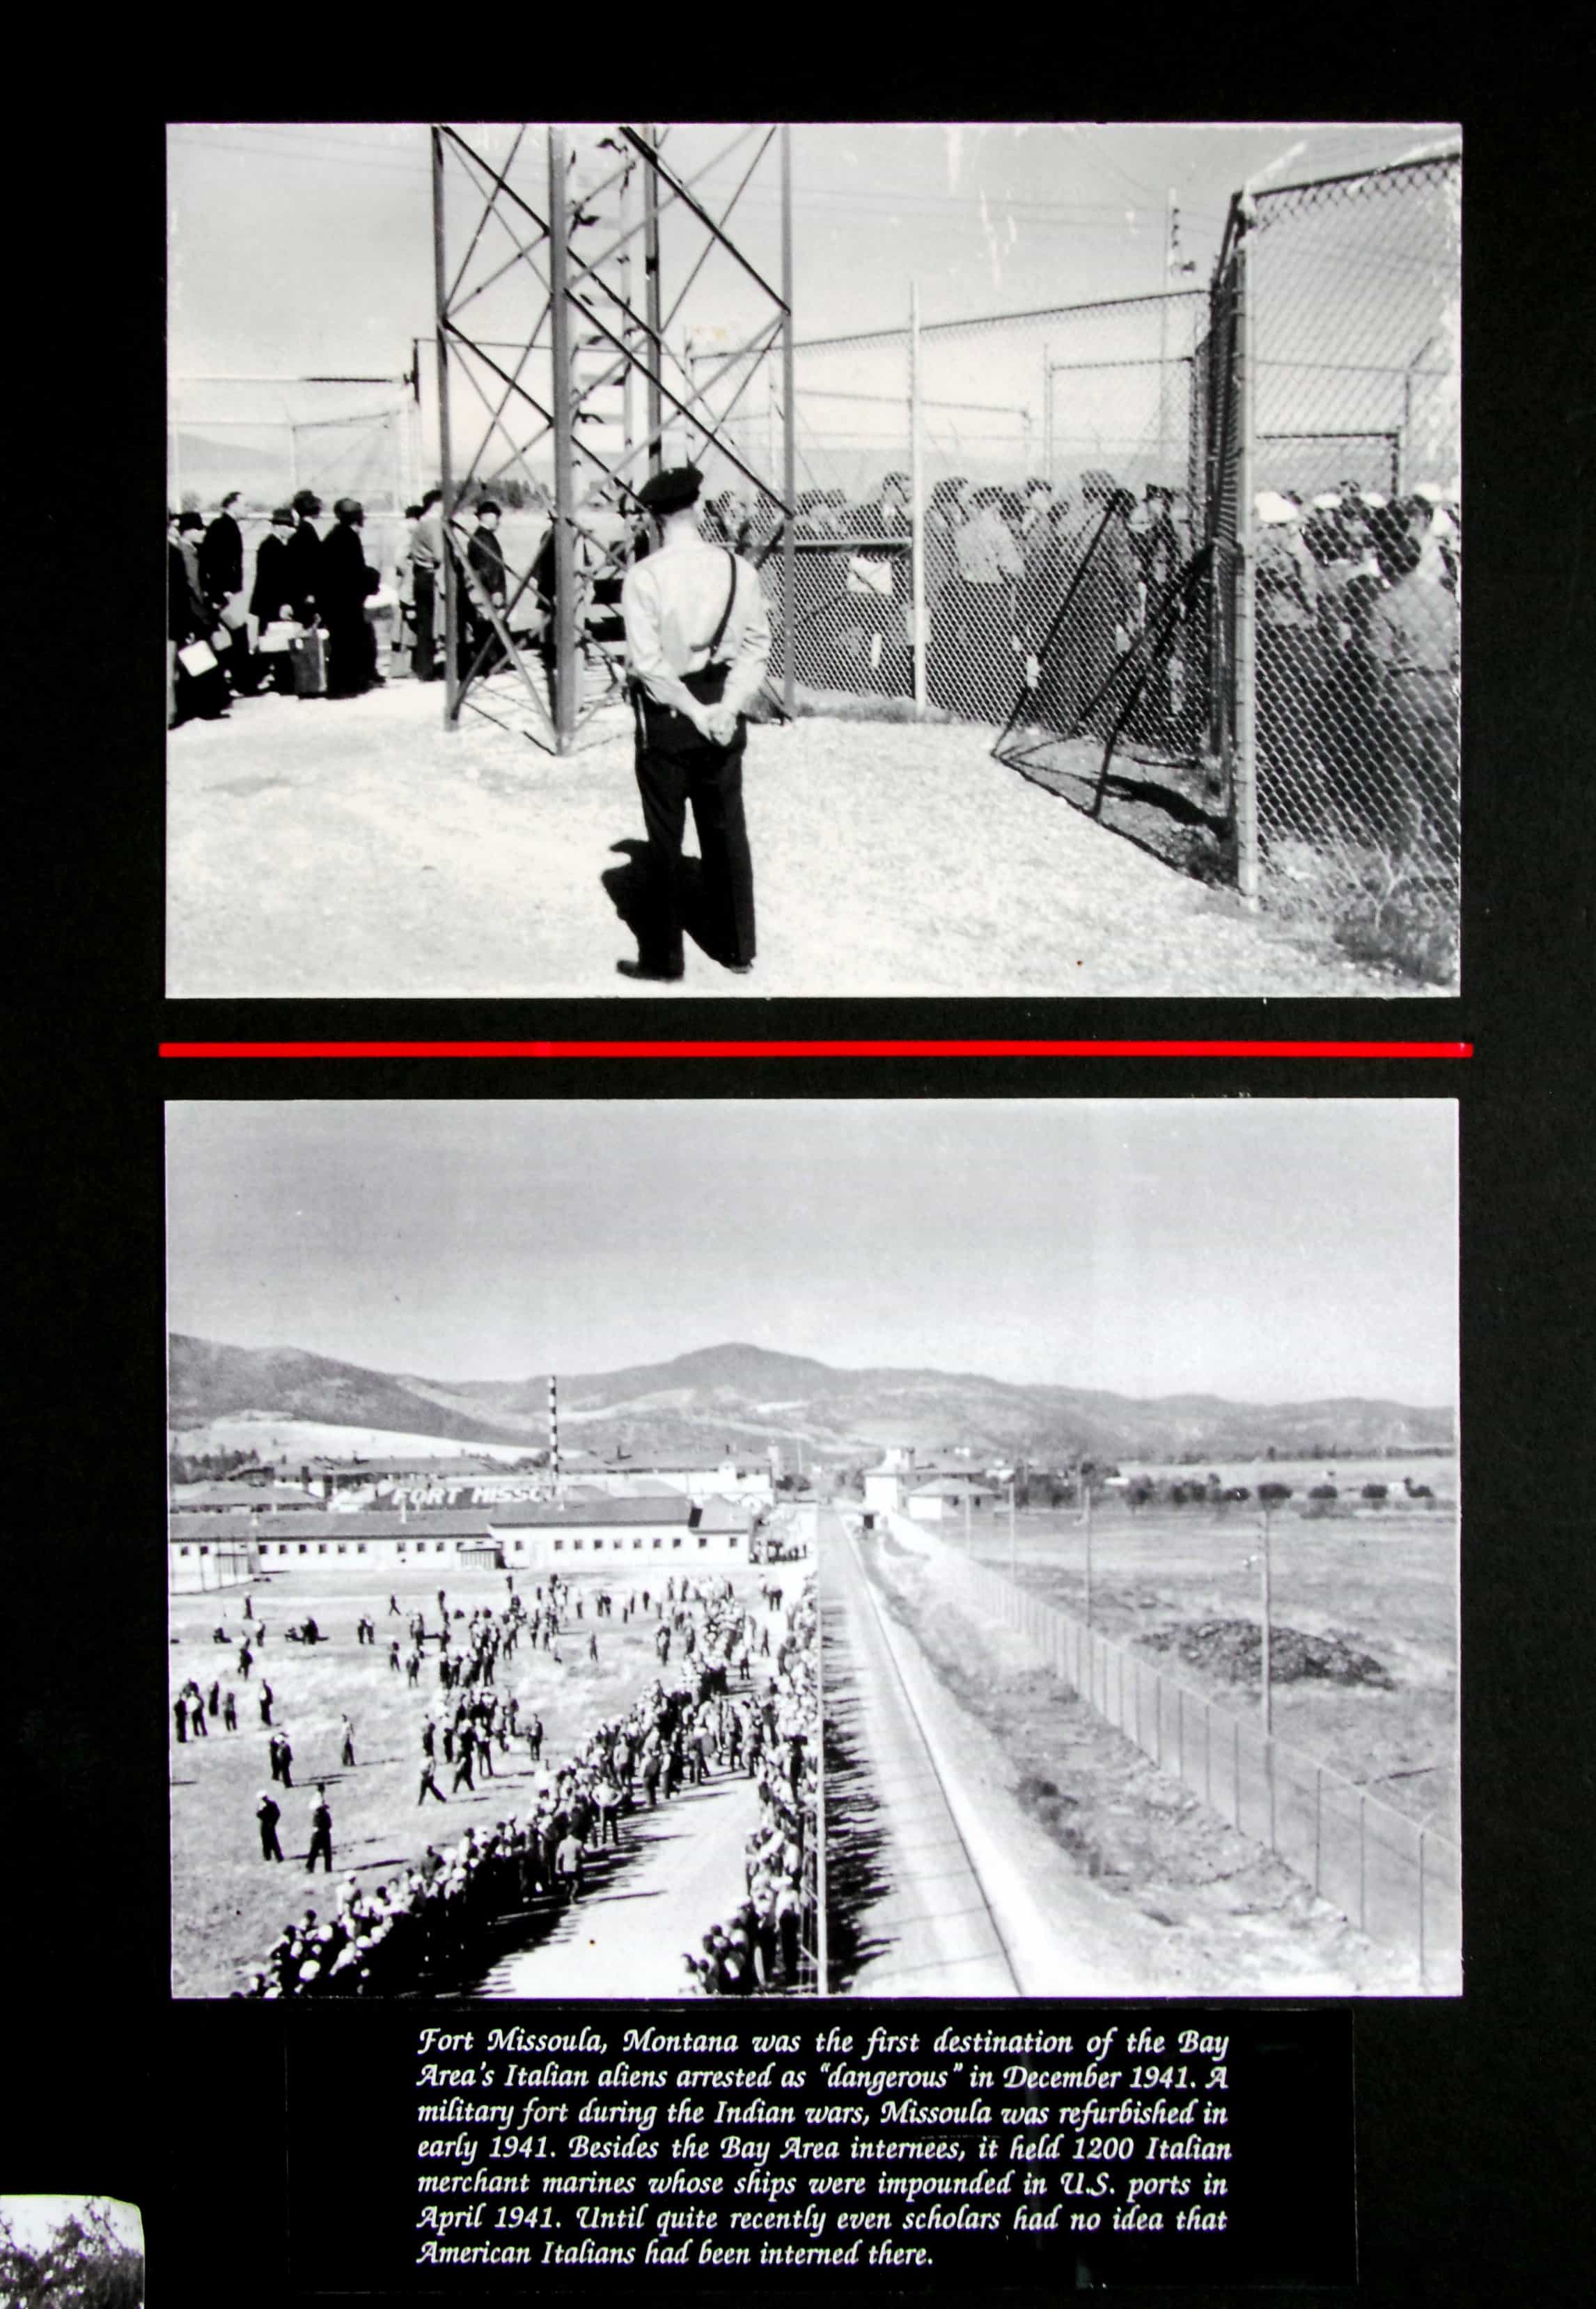 FORT MISSOU
Fort Missoula, Montana was the first destination of the Bay
Area's Italian aliens arrested as "dangerous" in December 1941. A
military fort during the Indian wars, Missoula was refurbished in
early 1941. Besides the Bay Area internees, it held 1200 Italian
merchant marines whose ships were impounded in U.S. ports in
April 1941. Until quite recently even scholars had no idea that
American Italians had been interned there.